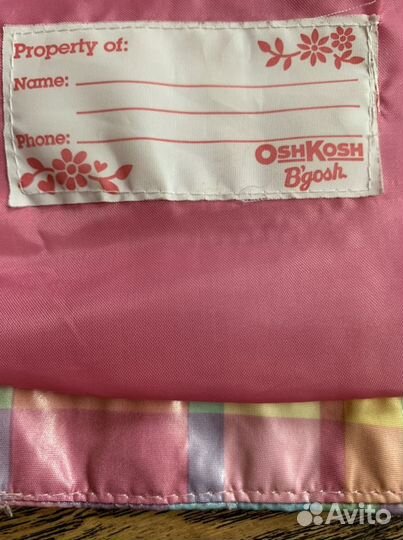 Property of:
Name:
Phone:
OSHKOSH
B'gosh.
Avito